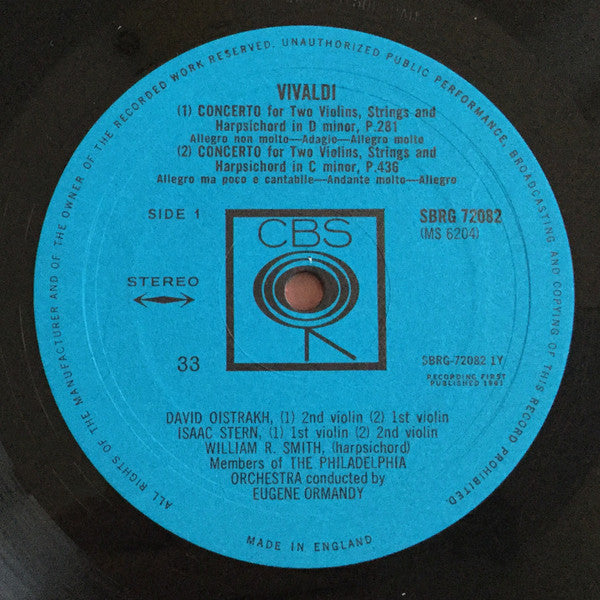 ALL RIGHTS OF THE MANUFACTURER AND OF THE OWNER OF THE RECORDED WORK RESERVED. UNAUTHORIZED PUBLIC PERFORMANCE, BROADCASTING AND COPYING OF THIS RECORD PROHIBITED.
VIVALDI
(1) CONCERTO for Two Violins, Strings and
Harpsichord in D minor, P.281
Allegro non molto—Adagio—Allegro molto
(2) CONCERTO for Two Violins, Strings and
Harpsichord in C minor, P.436
Allegro ma poco e cantabile—Andante molto—Allegro
SIDE 1
CBS
SBRG 72082
(MS 6204)
STEREO
33
SBRG-72082 1Y
RECORDING FIRST
PUBLISHED 1961
DAVID OISTRAKH, (1) 2nd violin (2) 1st violin
ISAAC STERN, (1) 1st violin (2) 2nd violin
WILLIAM R. SMITH, (harpsichord)
Members of THE PHILADELPHIA
ORCHESTRA conducted by
EUGENE ORMANDY
MADE IN ENGLAND